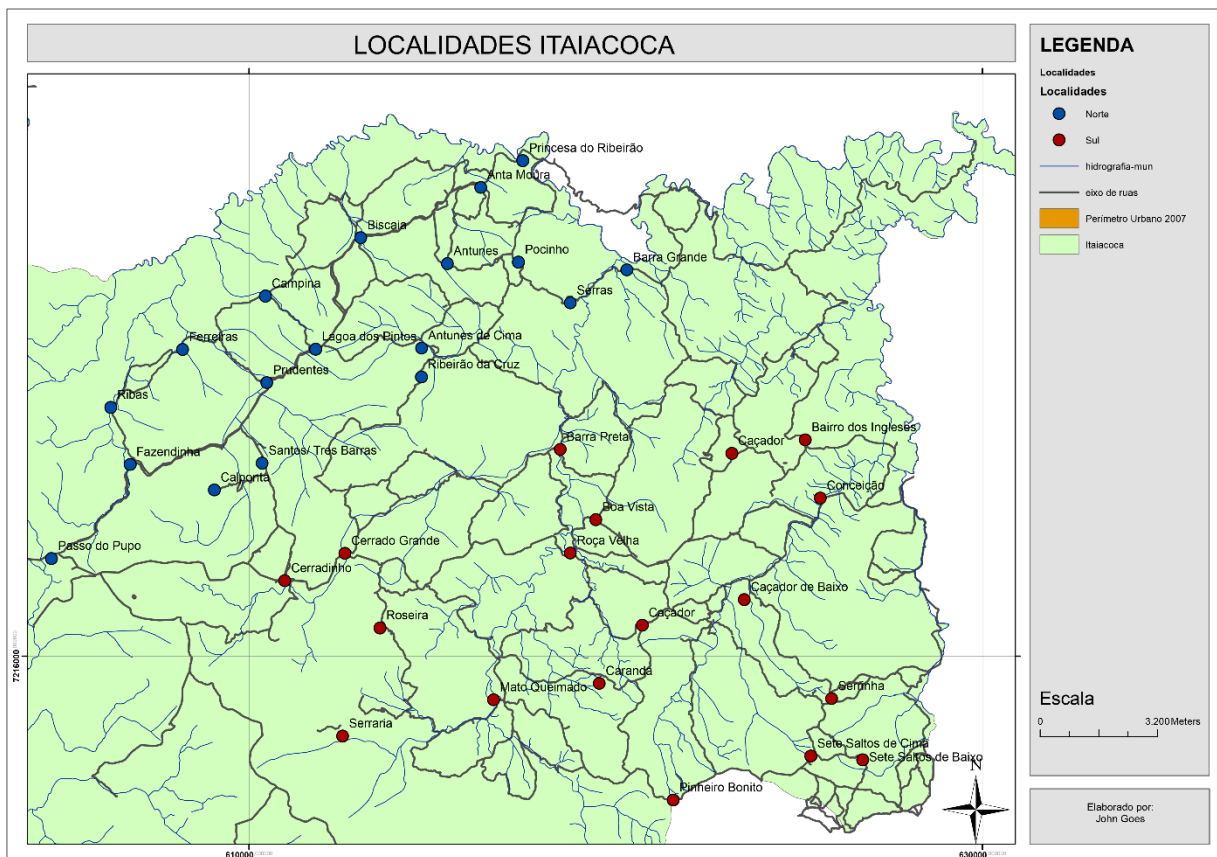 LOCALIDADES ITAIACOCA
LEGENDA
Localidades
Localidades
Norte
Sul
hidrografia-mun
eixo de ruas
Perímetro Urbano 2007
Itaiacoca
Princesa do Ribeirão
Anta Moura
Biscaia
Antunes
Pocinho
Barra Grande
Serras
Campina
Ferreiras
Lagoa dos Pintos
Antunes de Cima
Ribeirão da Cruz
Prudentes
Ribas
Fazendinha
Santos/ Três Barras
Barra Preta
Caçador
Bairro dos Ingleses
Conceição
Boa Vista
Passo do Pupo
Cerrado Grande
Roça Velha
Cerradinho
Caçador de Baixo
Roseira
Caçador
7216000
Mato Queimado
Serraria
Sete Saltos de Cima
Sete Saltos de Baixo
Pinheiro Bonito
610000
630000
Escala
0
3.200 Meters
N
Elaborado por:
John Goes